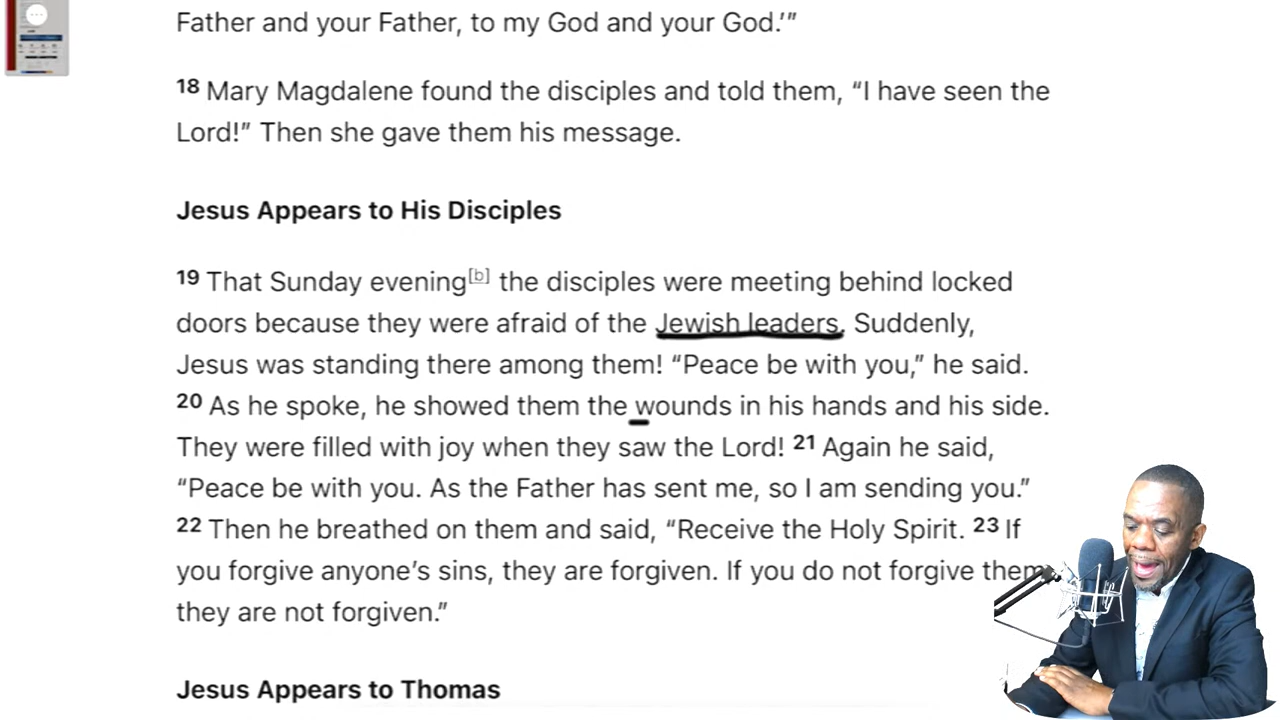 Father and your Father, to my God and your God.’”
18 Mary Magdalene found the disciples and told them, “I have seen the
Lord!” Then she gave them his message.
Jesus Appears to His Disciples
19 That Sunday evening[b] the disciples were meeting behind locked
doors because they were afraid of the Jewish leaders. Suddenly,
Jesus was standing there among them! “Peace be with you,” he said.
20 As he spoke, he showed them the wounds in his hands and his side.
They were filled with joy when they saw the Lord! 21 Again he said,
“Peace be with you. As the Father has sent me, so I am sending you.”
22 Then he breathed on them and said, “Receive the Holy Spirit. 23 If
you forgive anyone’s sins, they are forgiven. If you do not forgive them
they are not forgiven.”
Jesus Appears to Thomas